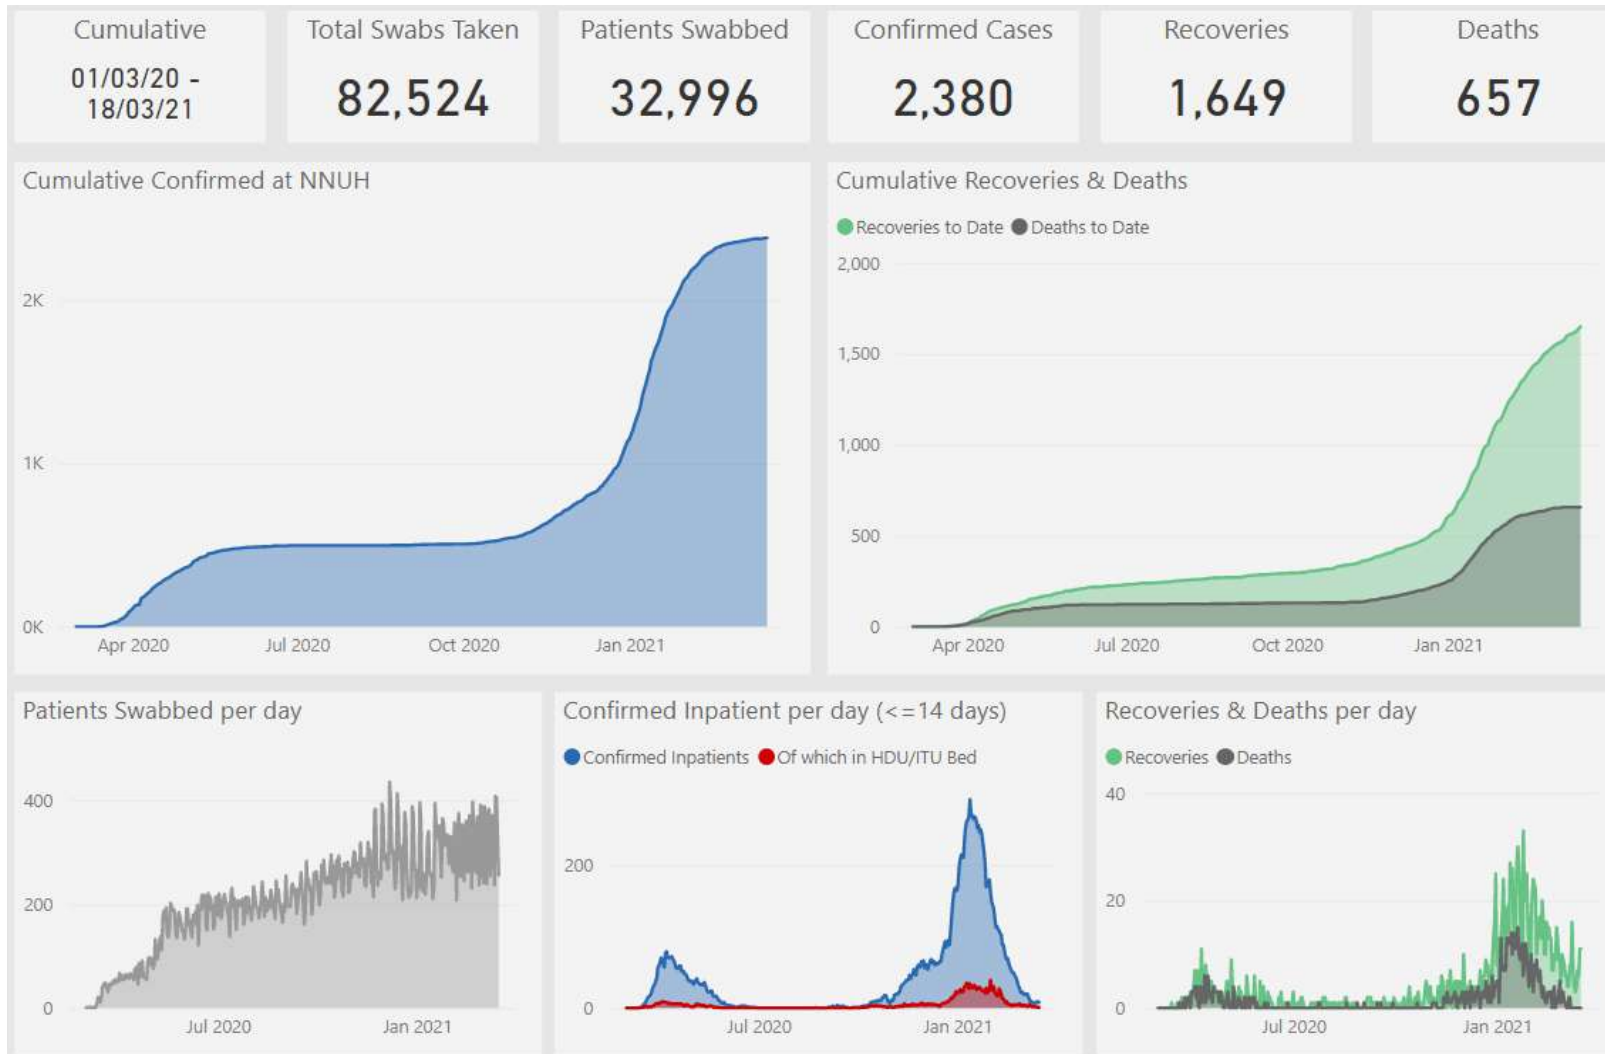 Cumulative
01/03/20 -
18/03/21
Total Swabs Taken
82,524
Patients Swabbed
32,996
Confirmed Cases
2,380
Recoveries
1,649
Deaths
657
Cumulative Confirmed at NNUH
2K
1K
0K
Apr 2020
Jul 2020
Oct 2020
Jan 2021
Cumulative Recoveries & Deaths
Recoveries to Date Deaths to Date
2,000
1,500
1,000
500
0
Apr 2020
Jul 2020
Oct 2020
Jan 2021
Patients Swabbed per day
400
200
0
Jul 2020
Jan 2021
Confirmed Inpatient per day (<=14 days)
Confirmed Inpatients Of which in HDU/ITU Bed
200
0
Jul 2020
Jan 2021
Recoveries & Deaths per day
Recoveries Deaths
40
20
0
Jul 2020
Jan 2021